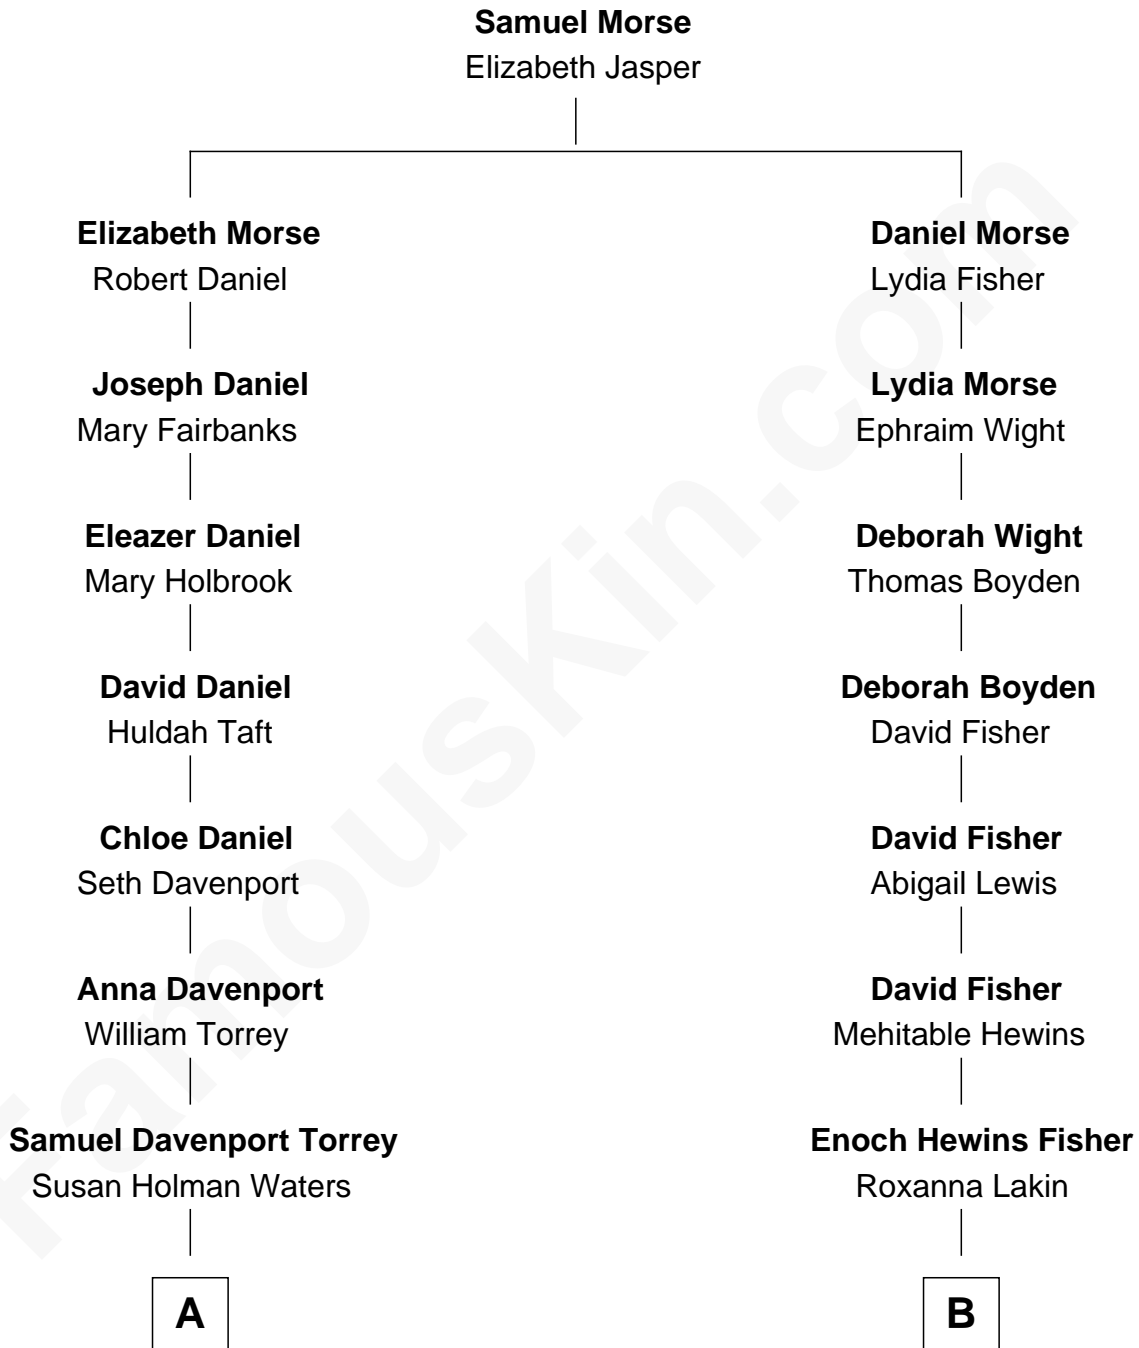 Samuel Morse
Elizabeth Jasper
Elizabeth Morse
Robert Daniel
Daniel Morse
Lydia Fisher
Joseph Daniel
Mary Fairbanks
Lydia Morse
Ephraim Wight
Eleazer Daniel
Mary Holbrook
Deborah Wight
Thomas Boyden
David Daniel
Huldah Taft
Deborah Boyden
David Fisher
Chloe Daniel
Seth Davenport
David Fisher
Abigail Lewis
Anna Davenport
William Torrey
David Fisher
Mehitable Hewins
Samuel Davenport Torrey
Susan Holman Waters
Enoch Hewins Fisher
Roxanna Lakin
A
B
FamousKin.com